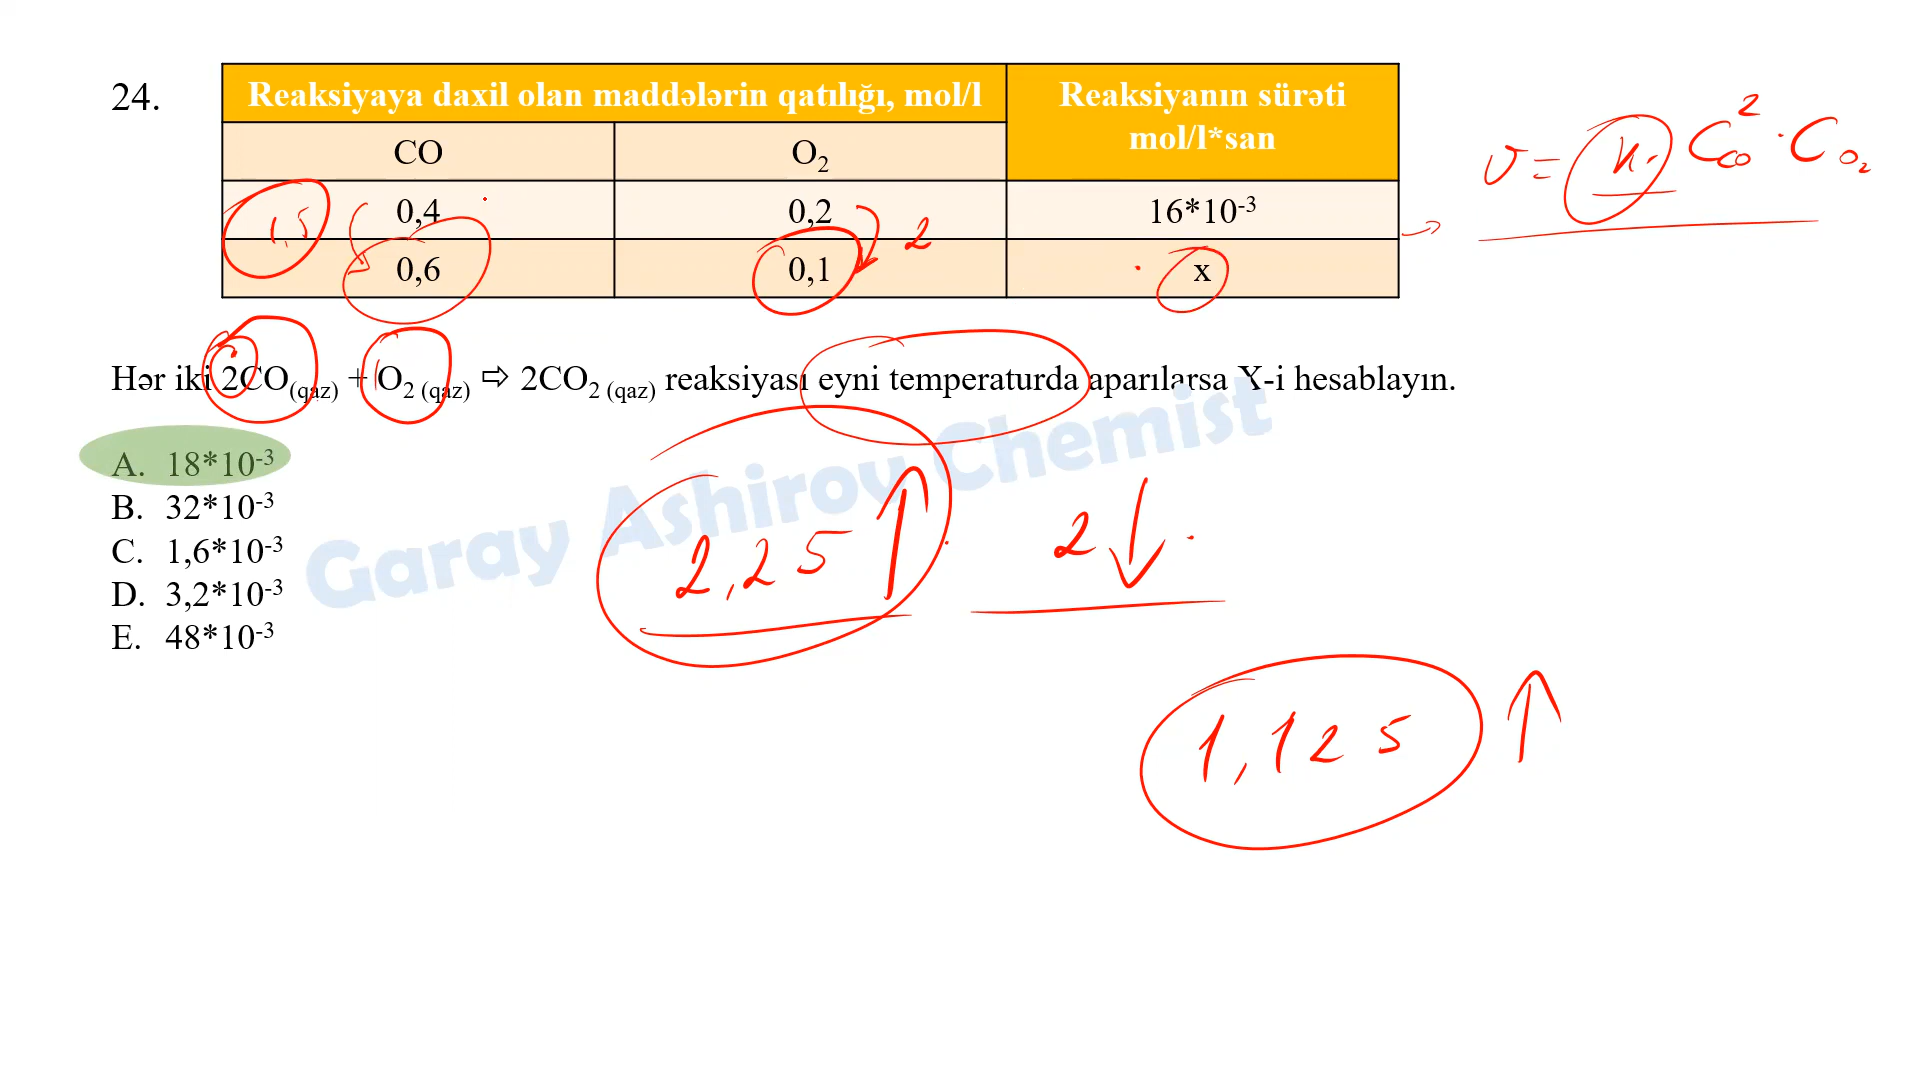 24.
Reaksiyaya daxil olan maddələrin qatılığı, mol/l
Reaksiyanın sürəti mol/l*san
CO
O2
0,4
0,2
16*10-3
0,6
0,1
x
1,5
2
υ = k · C²CO · CO2
Hər iki 2CO(qaz) + O2 (qaz) ⇨ 2CO2 (qaz) reaksiyası eyni temperaturda aparılarsa X-i hesablayın.
A. 18*10-3
B. 32*10-3
C. 1,6*10-3
D. 3,2*10-3
E. 48*10-3
Garay Ashirov Chemist
2,25 ↑
2 ↓
1,125 ↑